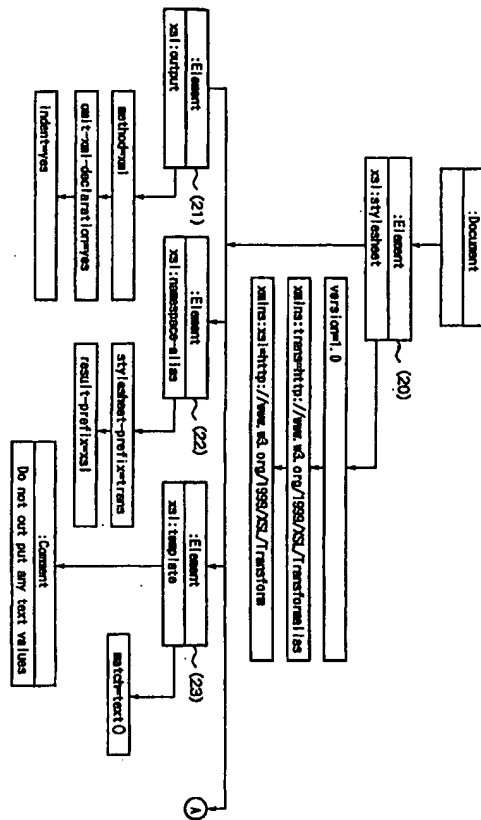 :Document
:Element
xsl:stylesheet
(20)
version=1.0
xmlns:trans=http://www.w3.org/1999/XSL/Transformalias
xmlns:xsl=http://www.w3.org/1999/XSL/Transform
:Element
xsl:output
(21)
method=xml
omit-xml-declaration=yes
indent=yes
:Element
xsl:namespace-alias
(22)
stylesheet-prefix=trans
result-prefix=xsl
:Element
xsl:template
(23)
match=text()
:Comment
Do not out put any text values
A